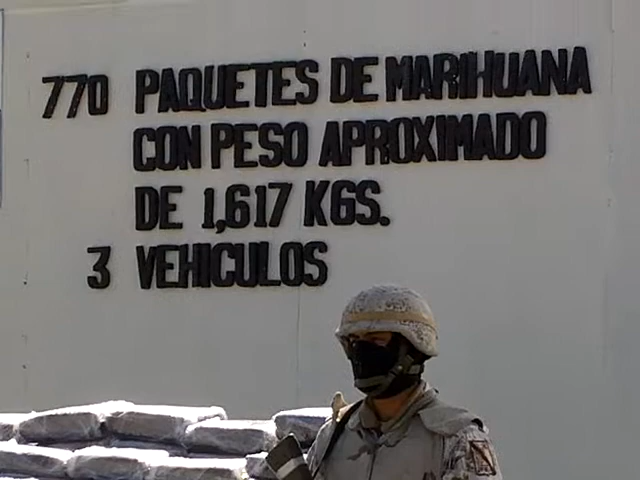 770 PAQUETES DE MARIHUANA
CON PESO APROXIMADO
DE 1,617 KGS.
3 VEHICULOS